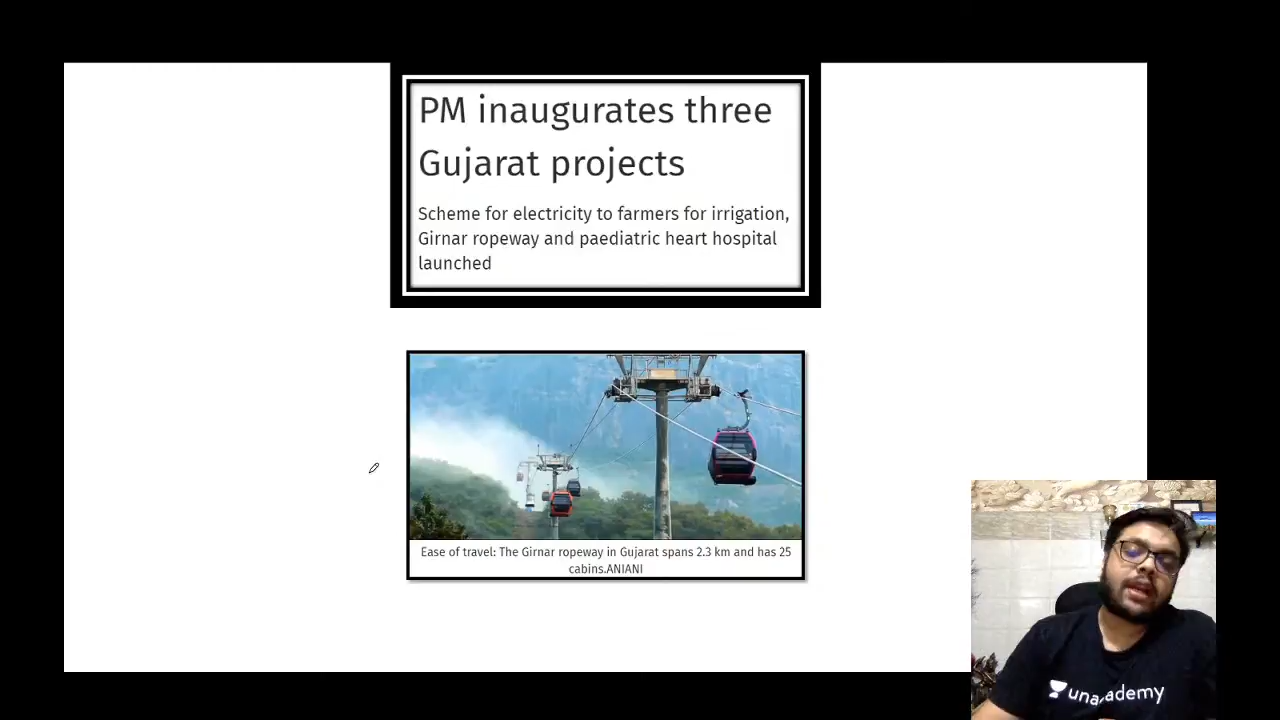 PM inaugurates three
Gujarat projects
Scheme for electricity to farmers for irrigation,
Girnar ropeway and paediatric heart hospital
launched
Ease of travel: The Girnar ropeway in Gujarat spans 2.3 km and has 25
cabins.ANIANI
unacademy